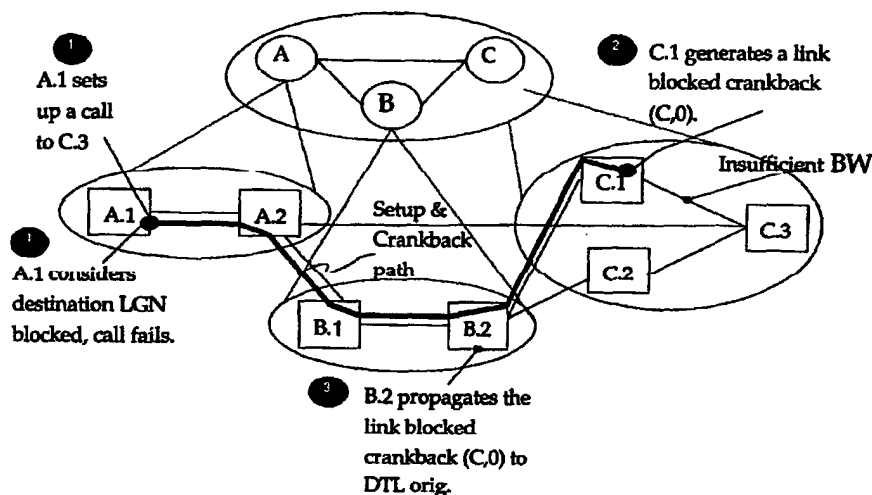 1
A.1 sets
up a call
to C.3
A
C
B
2
C.1 generates a link
blocked crankback
(C,0).
Insufficient BW
A.1
A.2
Setup &
Crankback
path
C.1
C.3
C.2
A.1 considers
destination LGN
blocked, call fails.
B.1
B.2
3
B.2 propagates the
link blocked
crankback (C,0) to
DTL orig.